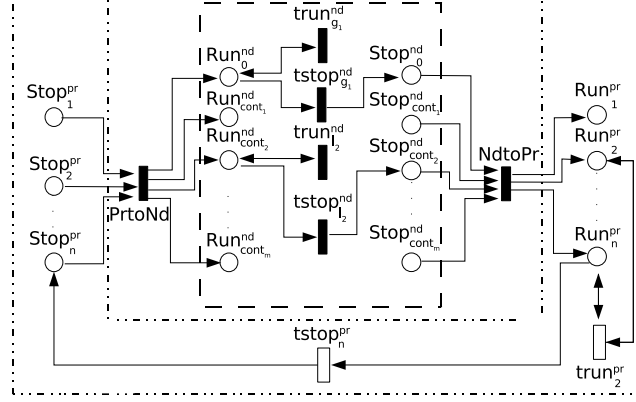 trun^nd_g₁
Run^nd_0
Stop^nd_0
tstop^nd_g₁
Stop^pr_1
Run^pr_1
Run^nd_cont₁
Stop^nd_cont₁
trun^nd_I₂
Run^nd_cont₂
Stop^nd_cont₂
NdtoPr
Run^pr_2
Stop^pr_2
PrtoNd
tstop^nd_I₂
Stop^pr_n
Run^nd_contₘ
Stop^nd_contₘ
Run^pr_n
tstop^pr_n
trun^pr_2